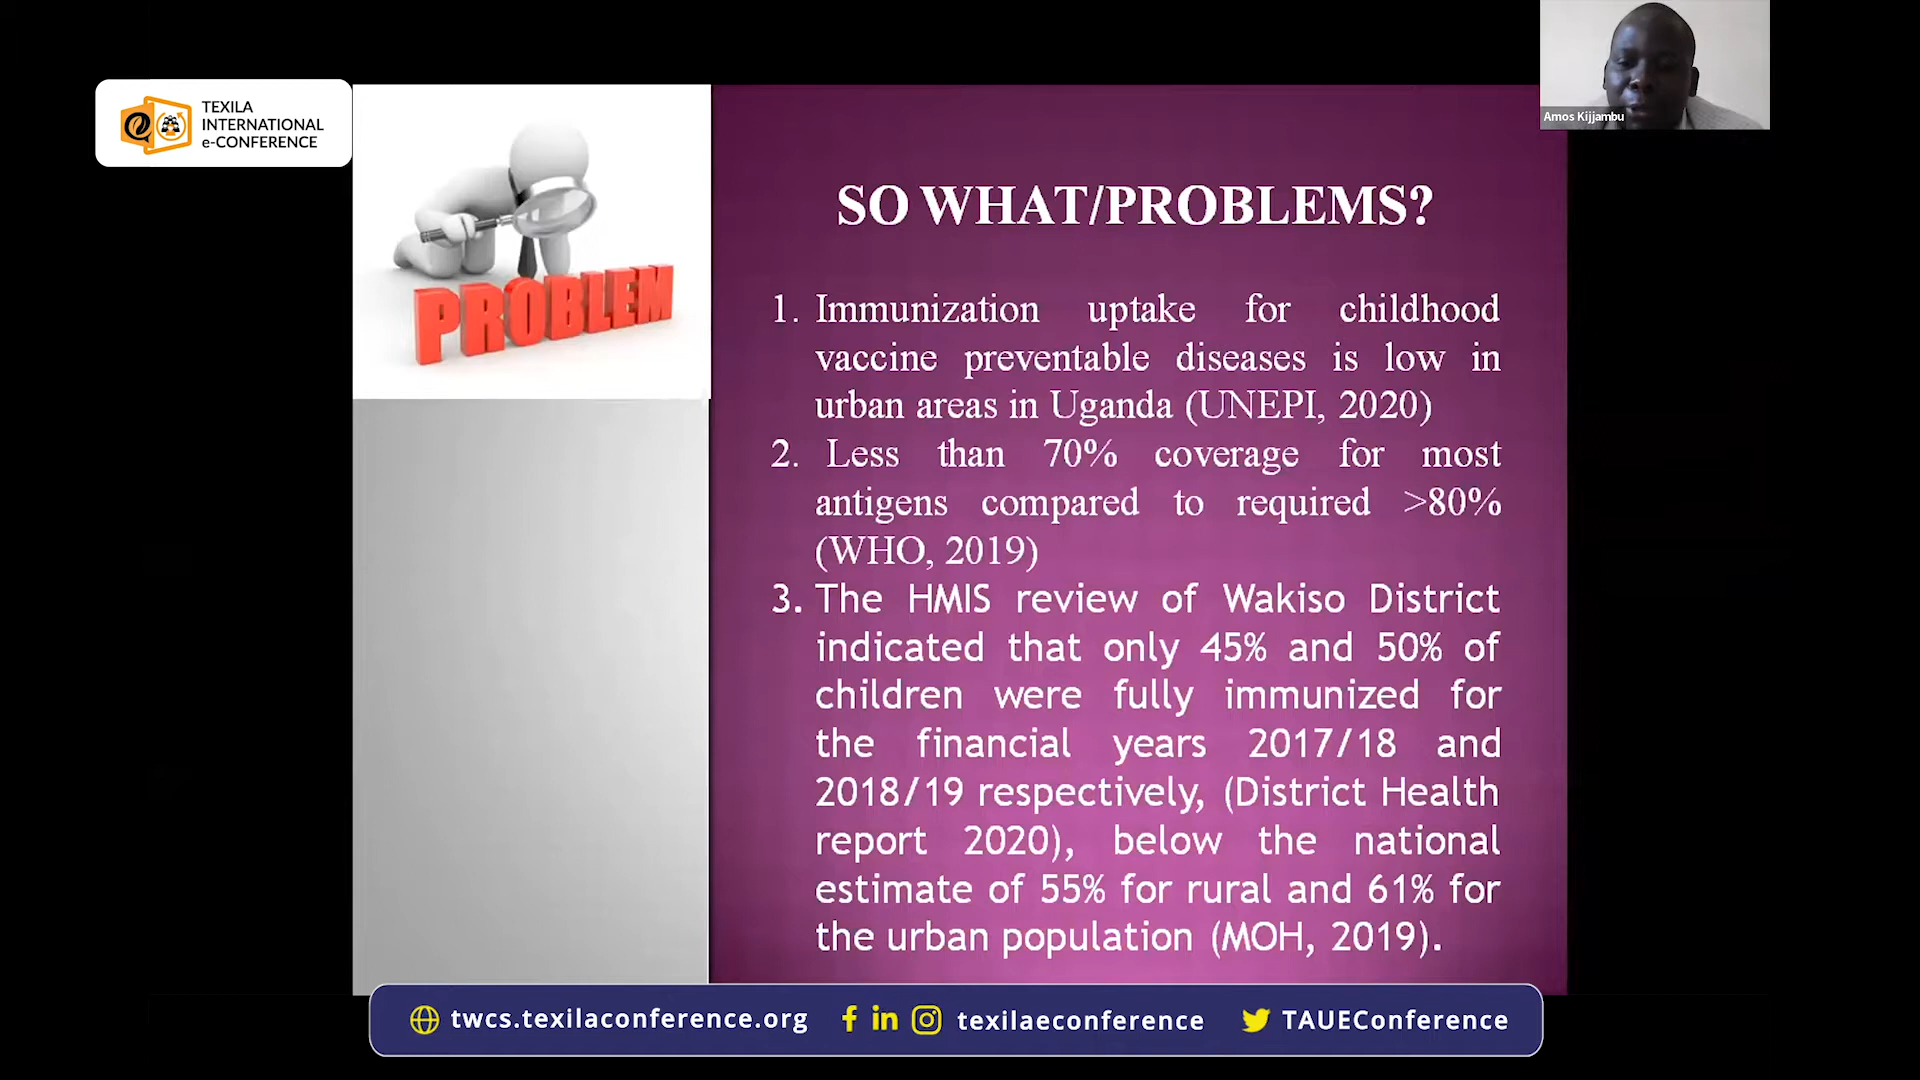 Amos Kijjambu
TEXILA
INTERNATIONAL
e-CONFERENCE
PROBLEM
SO WHAT/PROBLEMS?
1. Immunization uptake for childhood
vaccine preventable diseases is low in
urban areas in Uganda (UNEPI, 2020)
2. Less than 70% coverage for most
antigens compared to required >80%
(WHO, 2019)
3. The HMIS review of Wakiso District
indicated that only 45% and 50% of
children were fully immunized for
the financial years 2017/18 and
2018/19 respectively, (District Health
report 2020), below the national
estimate of 55% for rural and 61% for
the urban population (MOH, 2019).
twcs.texilaconference.org texilaeconference TAUEConference